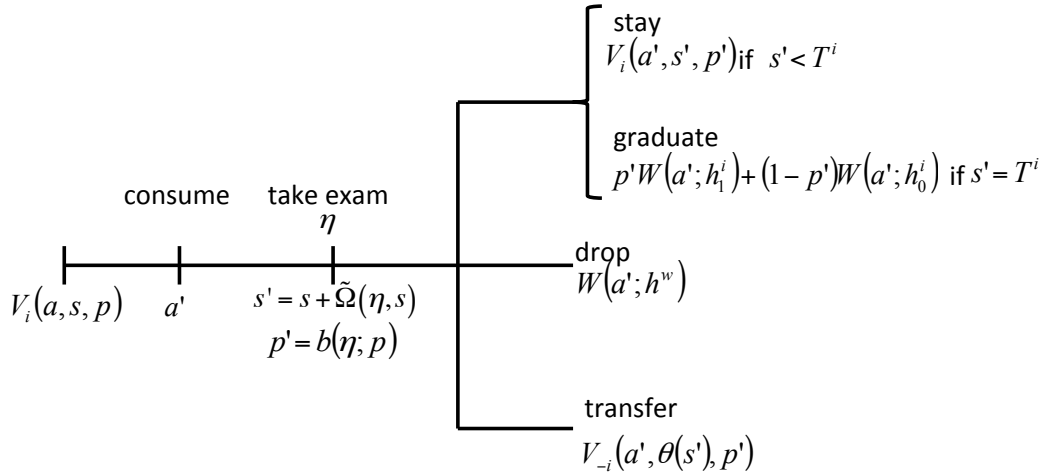 stay
V_i(a', s', p') if s' < T^i
graduate
p'W(a'; h_1^i) + (1 − p')W(a'; h_0^i) if s' = T^i
consume take exam
η
drop
W(a'; h^w)
V_i(a, s, p) a' s' = s + Ω̃(η, s)
p' = b(η; p)
transfer
V_{-i}(a', θ(s'), p')